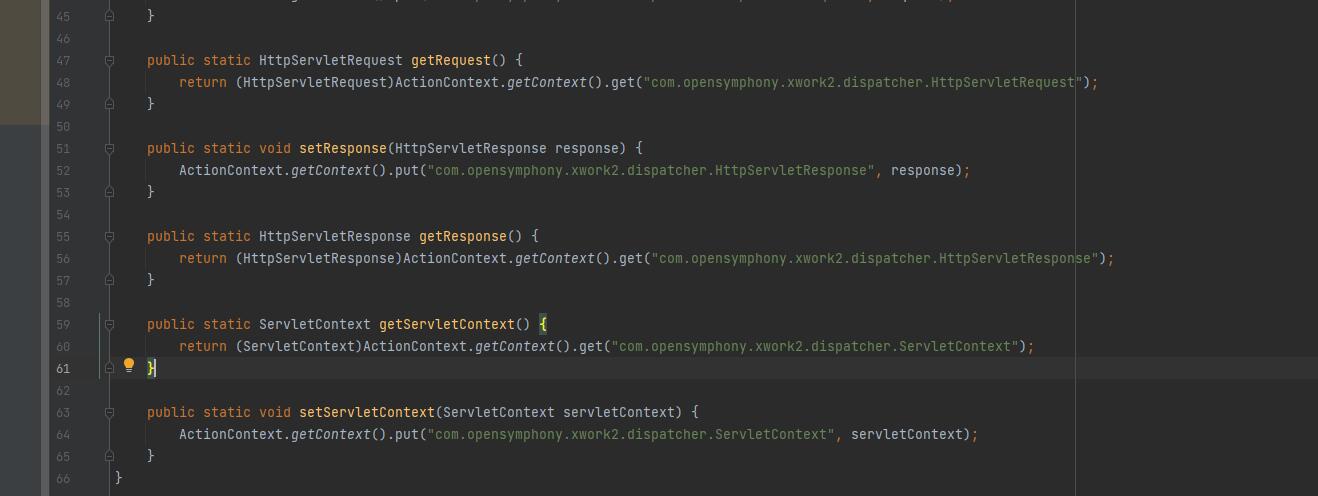 45 }
46
47 public static HttpServletRequest getRequest() {
48 return (HttpServletRequest)ActionContext.getContext().get("com.opensymphony.xwork2.dispatcher.HttpServletRequest");
49 }
50
51 public static void setResponse(HttpServletResponse response) {
52 ActionContext.getContext().put("com.opensymphony.xwork2.dispatcher.HttpServletResponse", response);
53 }
54
55 public static HttpServletResponse getResponse() {
56 return (HttpServletResponse)ActionContext.getContext().get("com.opensymphony.xwork2.dispatcher.HttpServletResponse");
57 }
58
59 public static ServletContext getServletContext() {
60 return (ServletContext)ActionContext.getContext().get("com.opensymphony.xwork2.dispatcher.ServletContext");
61 }
62
63 public static void setServletContext(ServletContext servletContext) {
64 ActionContext.getContext().put("com.opensymphony.xwork2.dispatcher.ServletContext", servletContext);
65 }
66 }